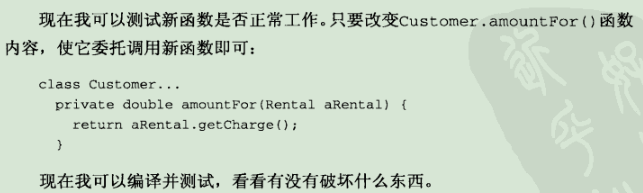 现在我可以测试新函数是否正常工作。只要改变Customer.amountFor()函数
内容，使它委托调用新函数即可：
class Customer...
private double amountFor(Rental aRental) {
return aRental.getCharge();
}
现在我可以编译并测试，看看有没有破坏什么东西。